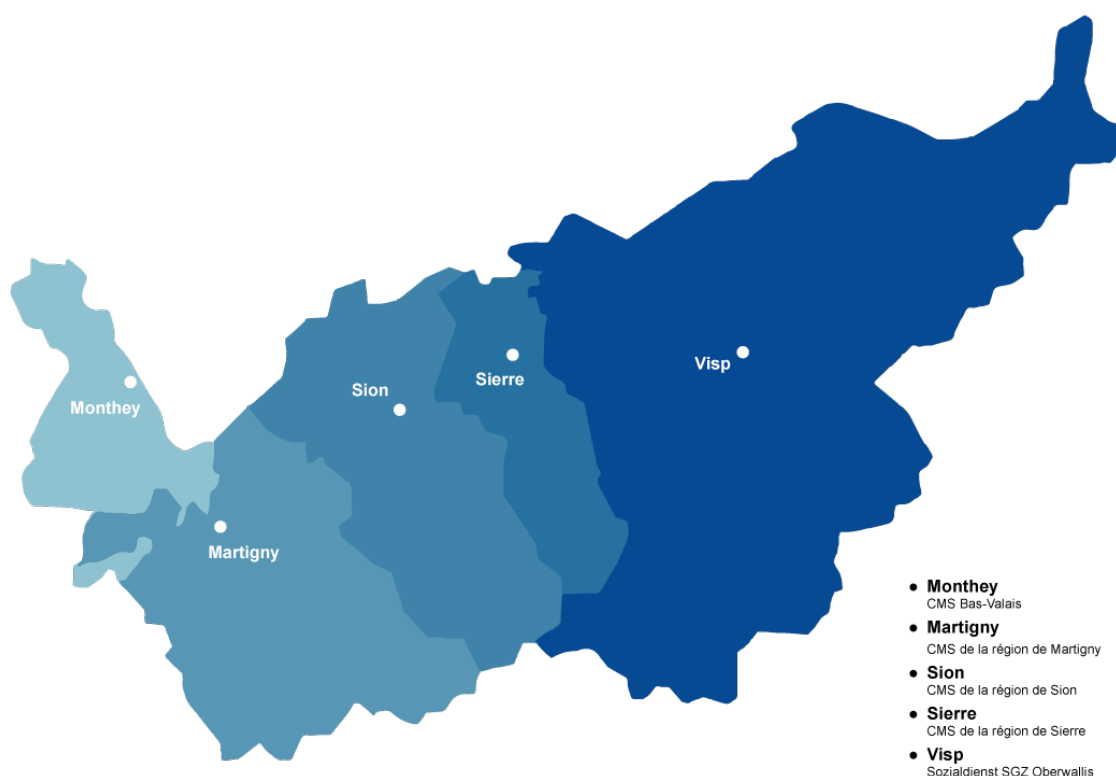 Visp
Sierre
Sion
Monthey
Martigny
Monthey
CMS Bas-Valais
Martigny
CMS de la région de Martigny
Sion
CMS de la région de Sion
Sierre
CMS de la région de Sierre
Visp
Sozialdienst SGZ Oberwallis